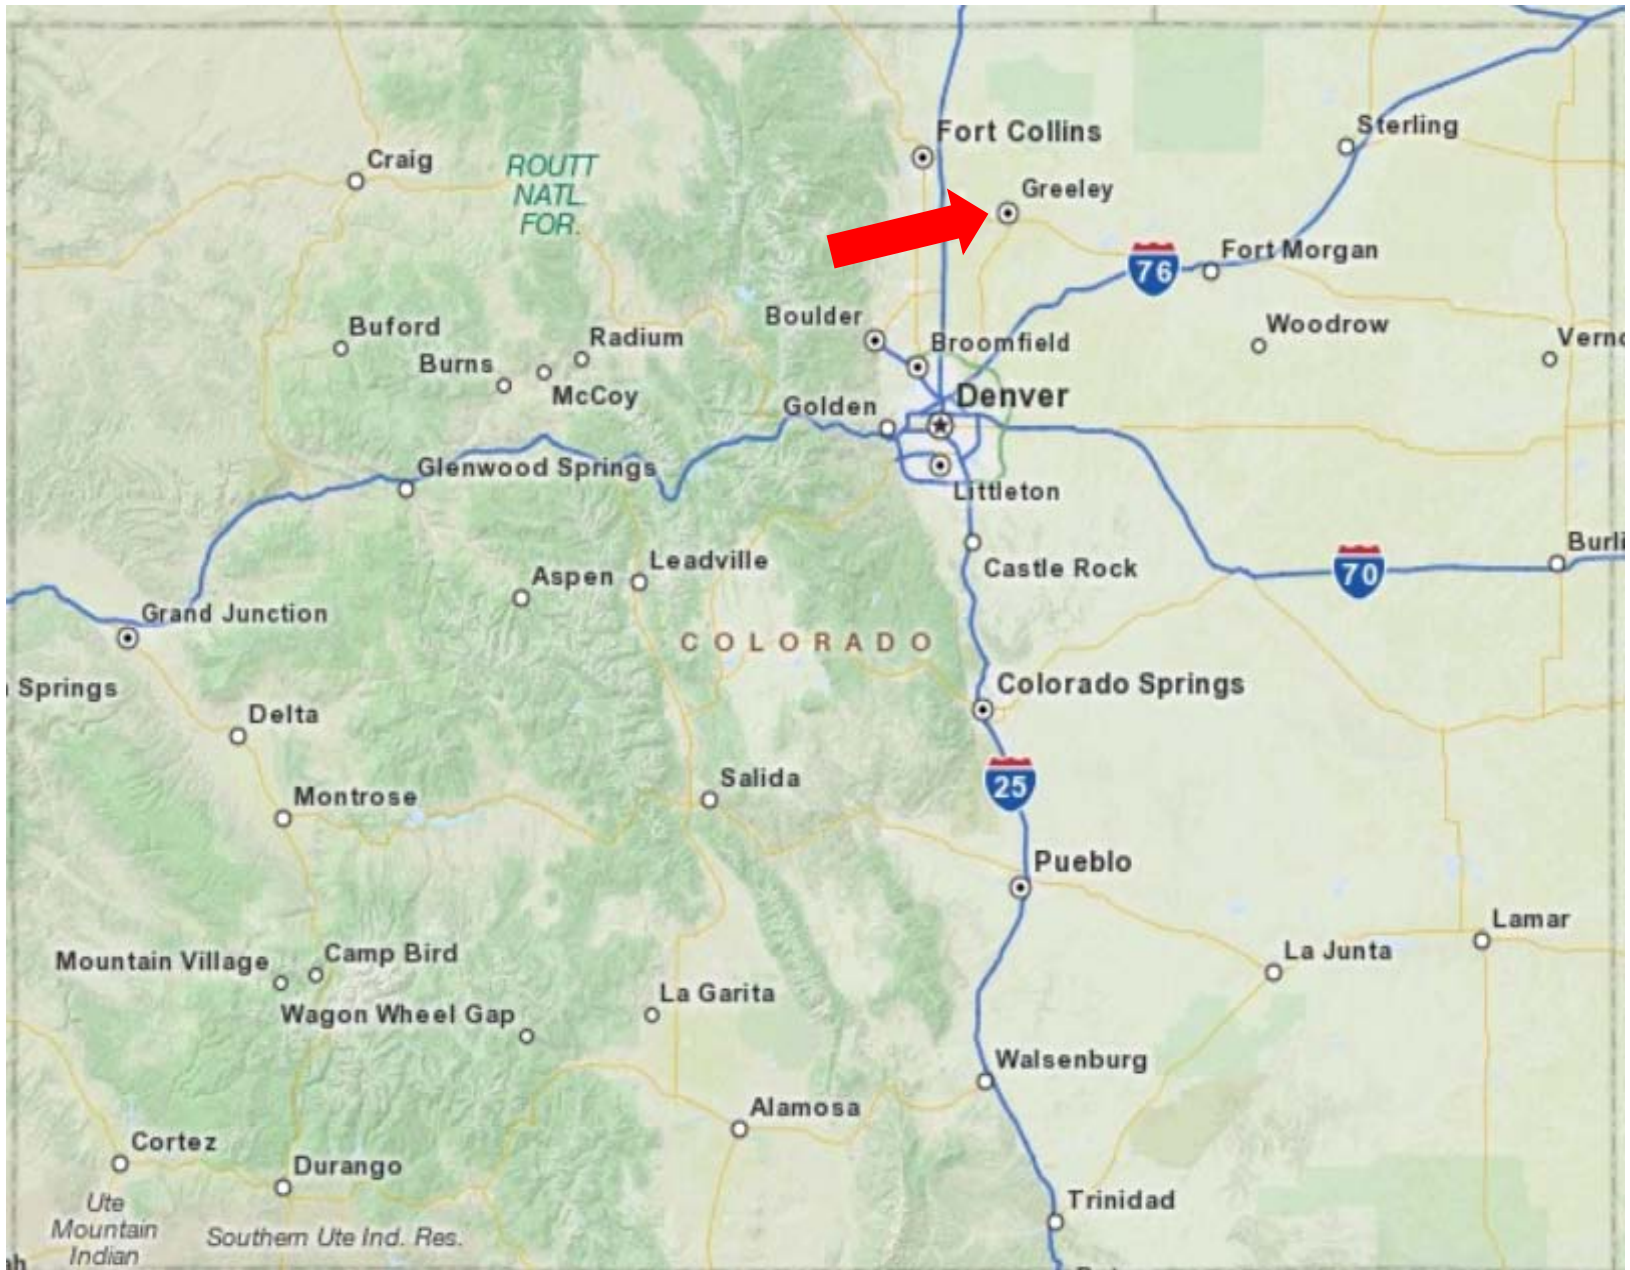 Fort Collins
Sterling
Craig
ROUTT
NATL.
FOR.
Greeley
Fort Morgan
76
Boulder
Buford
Radium
Woodrow
Verno
Broomfield
Burns
McCoy
Denver
Golden
Glenwood Springs
Littleton
Burli
Leadville
Castle Rock
70
Aspen
Grand Junction
COLORADO
Springs
Colorado Springs
Delta
Salida
25
Montrose
Pueblo
Lamar
Camp Bird
La Junta
Mountain Village
La Garita
Wagon Wheel Gap
Walsenburg
Alamosa
Cortez
Durango
Trinidad
Ute
Mountain
Indian
Southern Ute Ind. Res.
ah